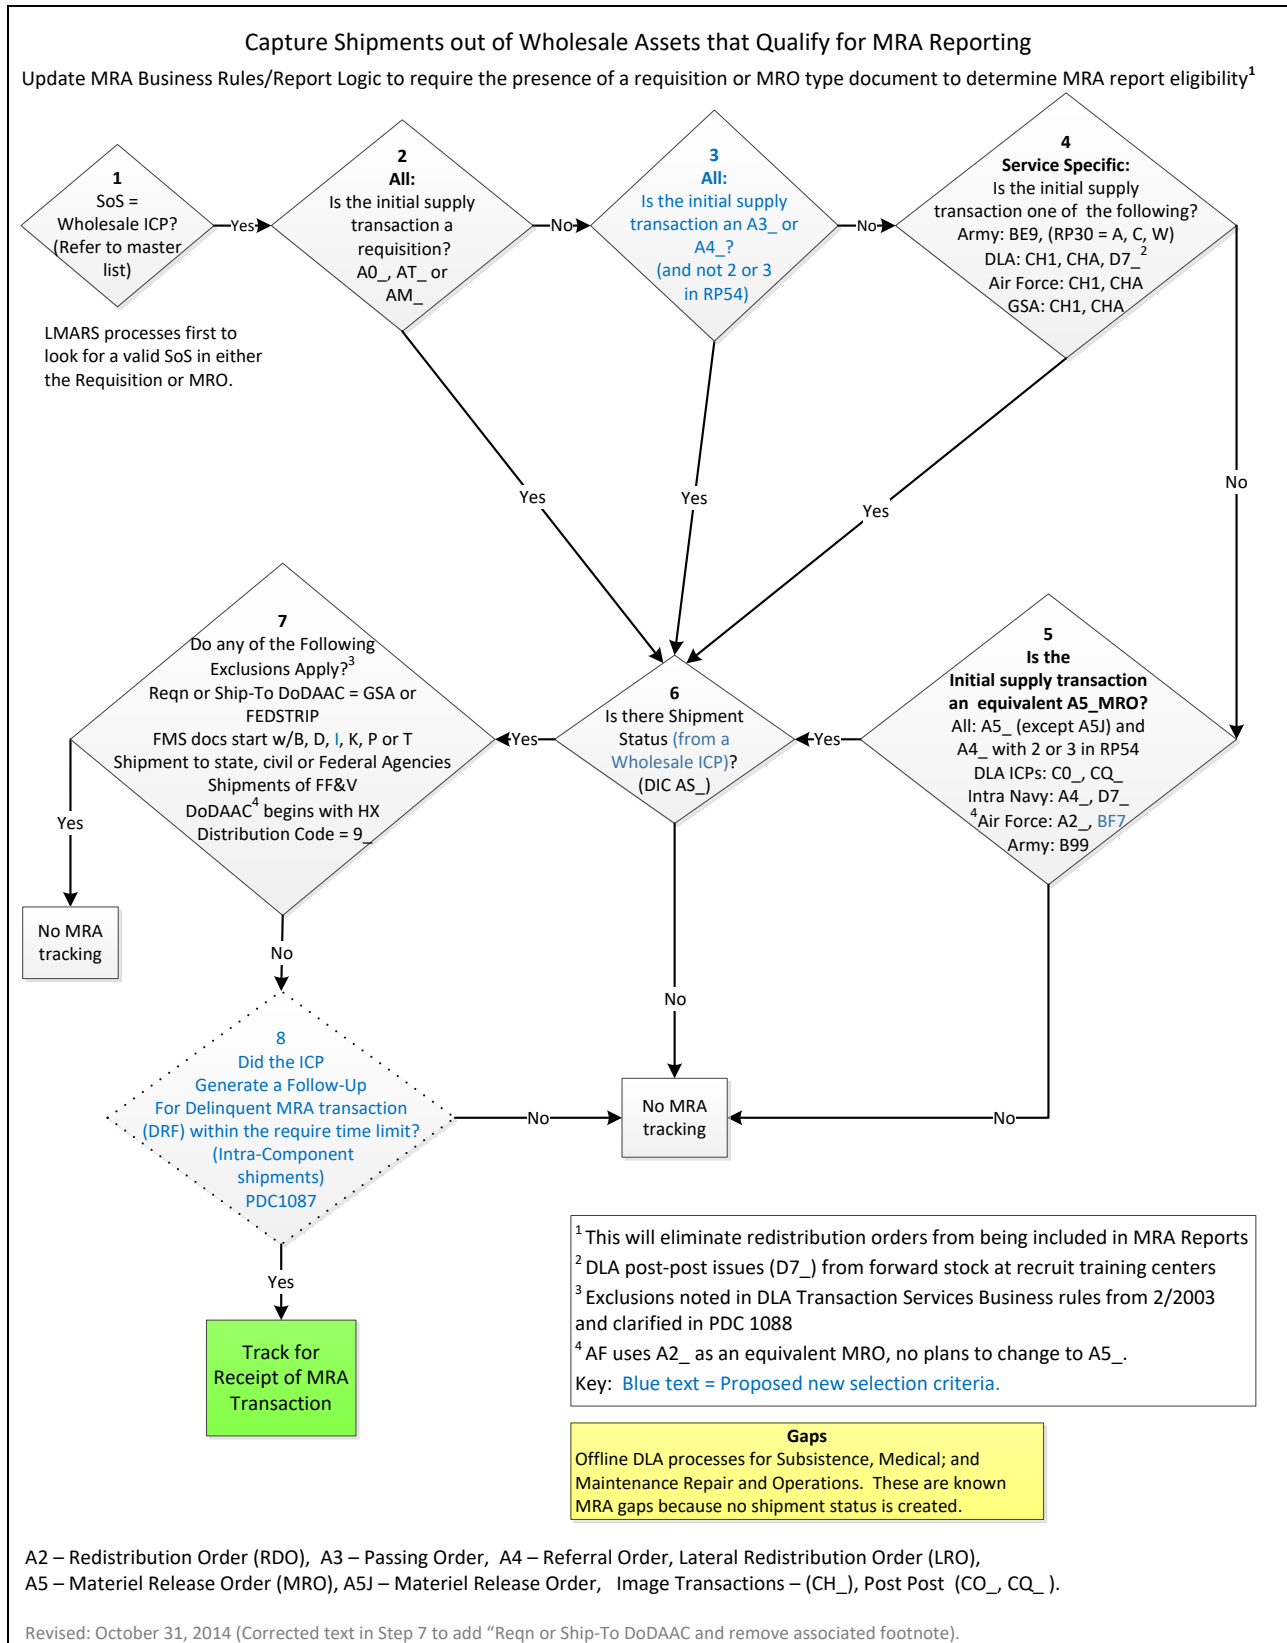 Capture Shipments out of Wholesale Assets that Qualify for MRA Reporting
Update MRA Business Rules/Report Logic to require the presence of a requisition or MRO type document to determine MRA report eligibility1
1
SoS =
Wholesale ICP?
(Refer to master
list)
Yes
2
All:
Is the initial supply
transaction a
requisition?
A0_, AT_ or
AM_
No
3
All:
Is the initial supply
transaction an A3_ or
A4_?
(and not 2 or 3
in RP54)
No
4
Service Specific:
Is the initial supply
transaction one of  the following?
Army: BE9, (RP30 = A, C, W)
DLA: CH1, CHA, D7_2
Air Force: CH1, CHA
GSA: CH1, CHA
LMARS processes first to
look for a valid SoS in either
the Requisition or MRO.
Yes
Yes
Yes
No
7
Do any of the Following
Exclusions Apply?3
Reqn or Ship-To DoDAAC = GSA or
FEDSTRIP
FMS docs start w/B, D, I, K, P or T
Shipment to state, civil or Federal Agencies
Shipments of FF&V
DoDAAC4 begins with HX
Distribution Code = 9_
Yes
6
Is there Shipment
Status (from a
Wholesale ICP)?
(DIC AS_)
Yes
5
Is the
Initial supply transaction
an  equivalent A5_MRO?
All: A5_ (except A5J) and
A4_ with 2 or 3 in RP54
DLA ICPs: C0_, CQ_
Intra Navy: A4_, D7_
4Air Force: A2_, BF7
Army: B99
Yes
No MRA
tracking
No
No
8
Did the ICP
Generate a Follow-Up
For Delinquent MRA transaction
(DRF) within the require time limit?
(Intra-Component
shipments)
PDC1087
No
No MRA
tracking
No
Yes
Track for
Receipt of MRA
Transaction
1 This will eliminate redistribution orders from being included in MRA Reports
2 DLA post-post issues (D7_) from forward stock at recruit training centers
3 Exclusions noted in DLA Transaction Services Business rules from 2/2003
and clarified in PDC 1088
4 AF uses A2_ as an equivalent MRO, no plans to change to A5_.
Key:  Blue text = Proposed new selection criteria.
Gaps
Offline DLA processes for Subsistence, Medical; and
Maintenance Repair and Operations.  These are known
MRA gaps because no shipment status is created.
A2 – Redistribution Order (RDO),  A3 – Passing Order,  A4 – Referral Order, Lateral Redistribution Order (LRO),
A5 – Materiel Release Order (MRO), A5J – Materiel Release Order,   Image Transactions – (CH_), Post Post  (CO_, CQ_ ).
Revised: October 31, 2014 (Corrected text in Step 7 to add “Reqn or Ship-To DoDAAC and remove associated footnote).